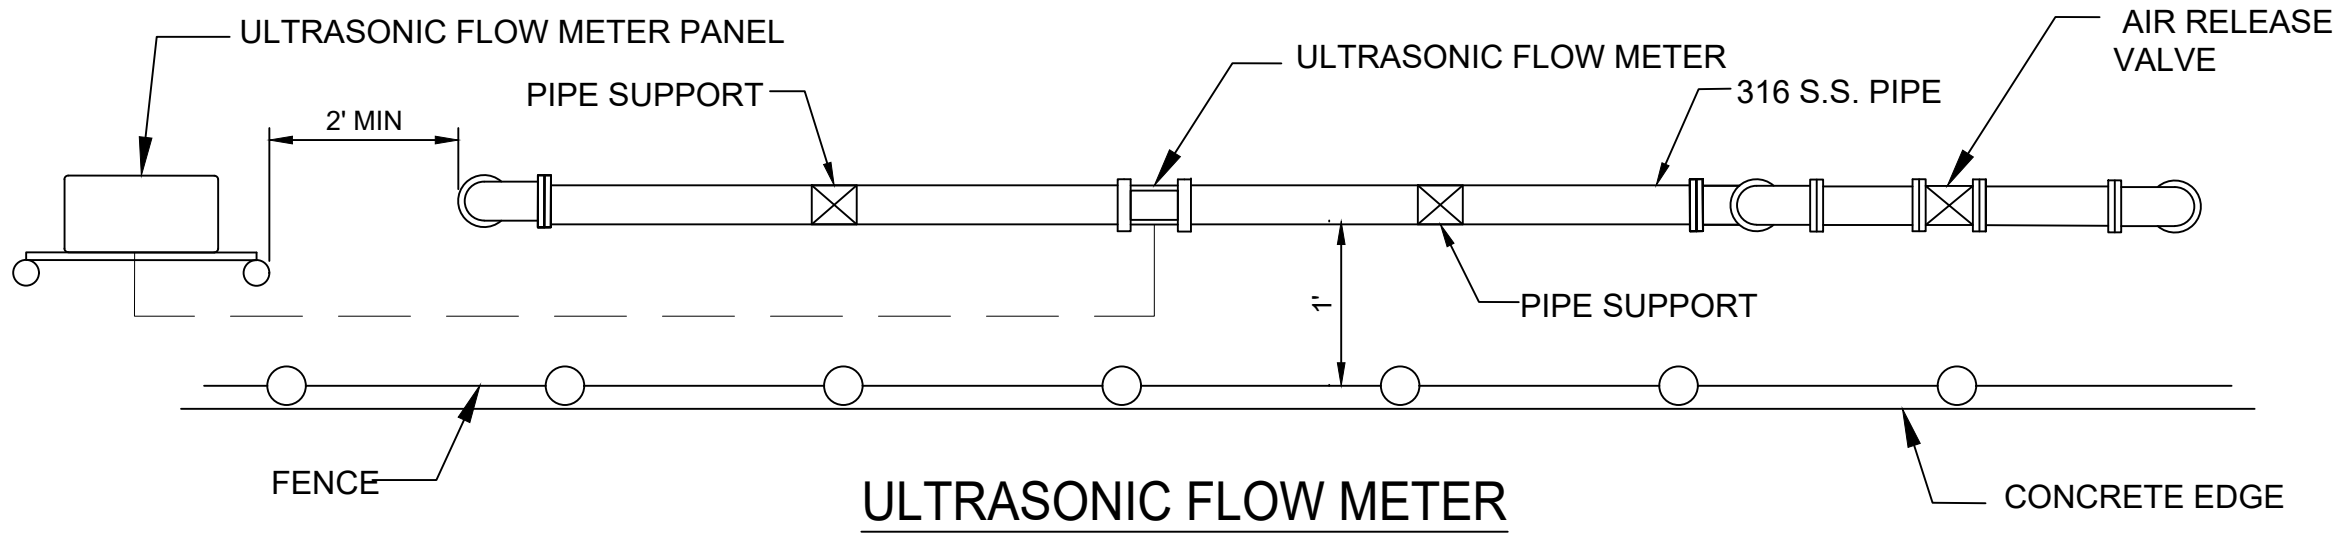 ULTRASONIC FLOW METER PANEL
AIR RELEASE
VALVE
ULTRASONIC FLOW METER
PIPE SUPPORT
316 S.S. PIPE
2' MIN
1'
PIPE SUPPORT
FENCE
CONCRETE EDGE
ULTRASONIC FLOW METER